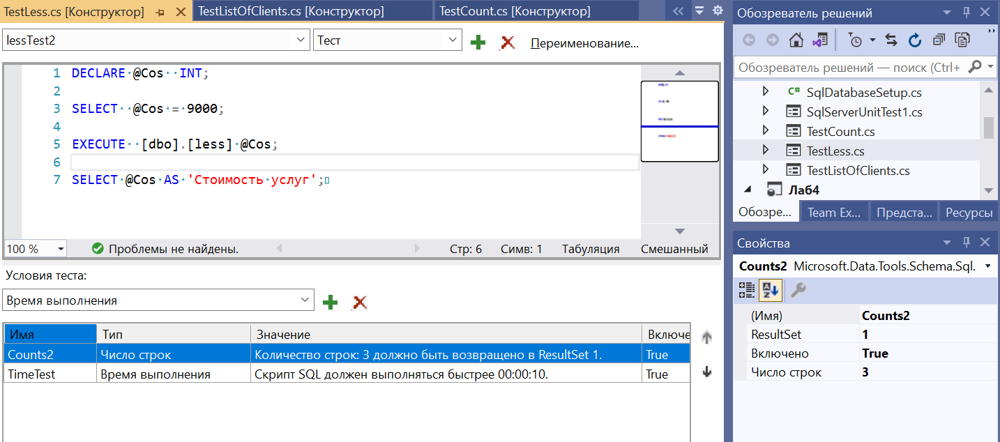 TestLess.cs [Конструктор]
TestListOfClients.cs [Конструктор]
TestCount.cs [Конструктор]
lessTest2
Тест
Переименование...
1 DECLARE @Cos  INT;
2
3 SELECT  @Cos = 9000;
4
5 EXECUTE  [dbo].[less] @Cos;
6
7 SELECT @Cos AS 'Стоимость услуг';
100 %
Проблемы не найдены.
Стр: 6
Симв: 1
Табуляция
Смешанный
Условия теста:
Время выполнения
Имя Тип Значение Включе
Counts2 Число строк Количество строк: 3 должно быть возвращено в ResultSet 1. True
TimeTest Время выполнения Скрипт SQL должен выполняться быстрее 00:00:10. True
Обозреватель решений
Обозреватель решений — поиск (Ctrl+
C# SqlDatabaseSetup.cs
SqlServerUnitTest1.cs
TestCount.cs
TestLess.cs
TestListOfClients.cs
Лаб4
Обозре...
Team Ex...
Предста...
Ресурсы
Свойства
Counts2 Microsoft.Data.Tools.Schema.Sql.
(Имя) Counts2
ResultSet 1
Включено True
Число строк 3